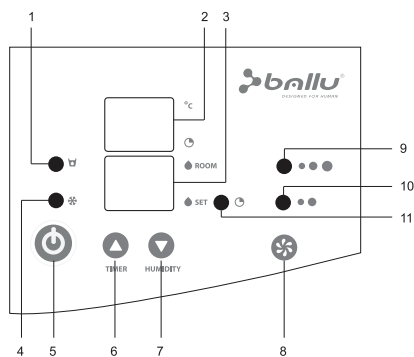 1 2 3
ballu®
DESIGNED FOR HUMAN
°c
ROOM
9
10
4
SET
11
TIMER HUMIDITY
5 6 7 8